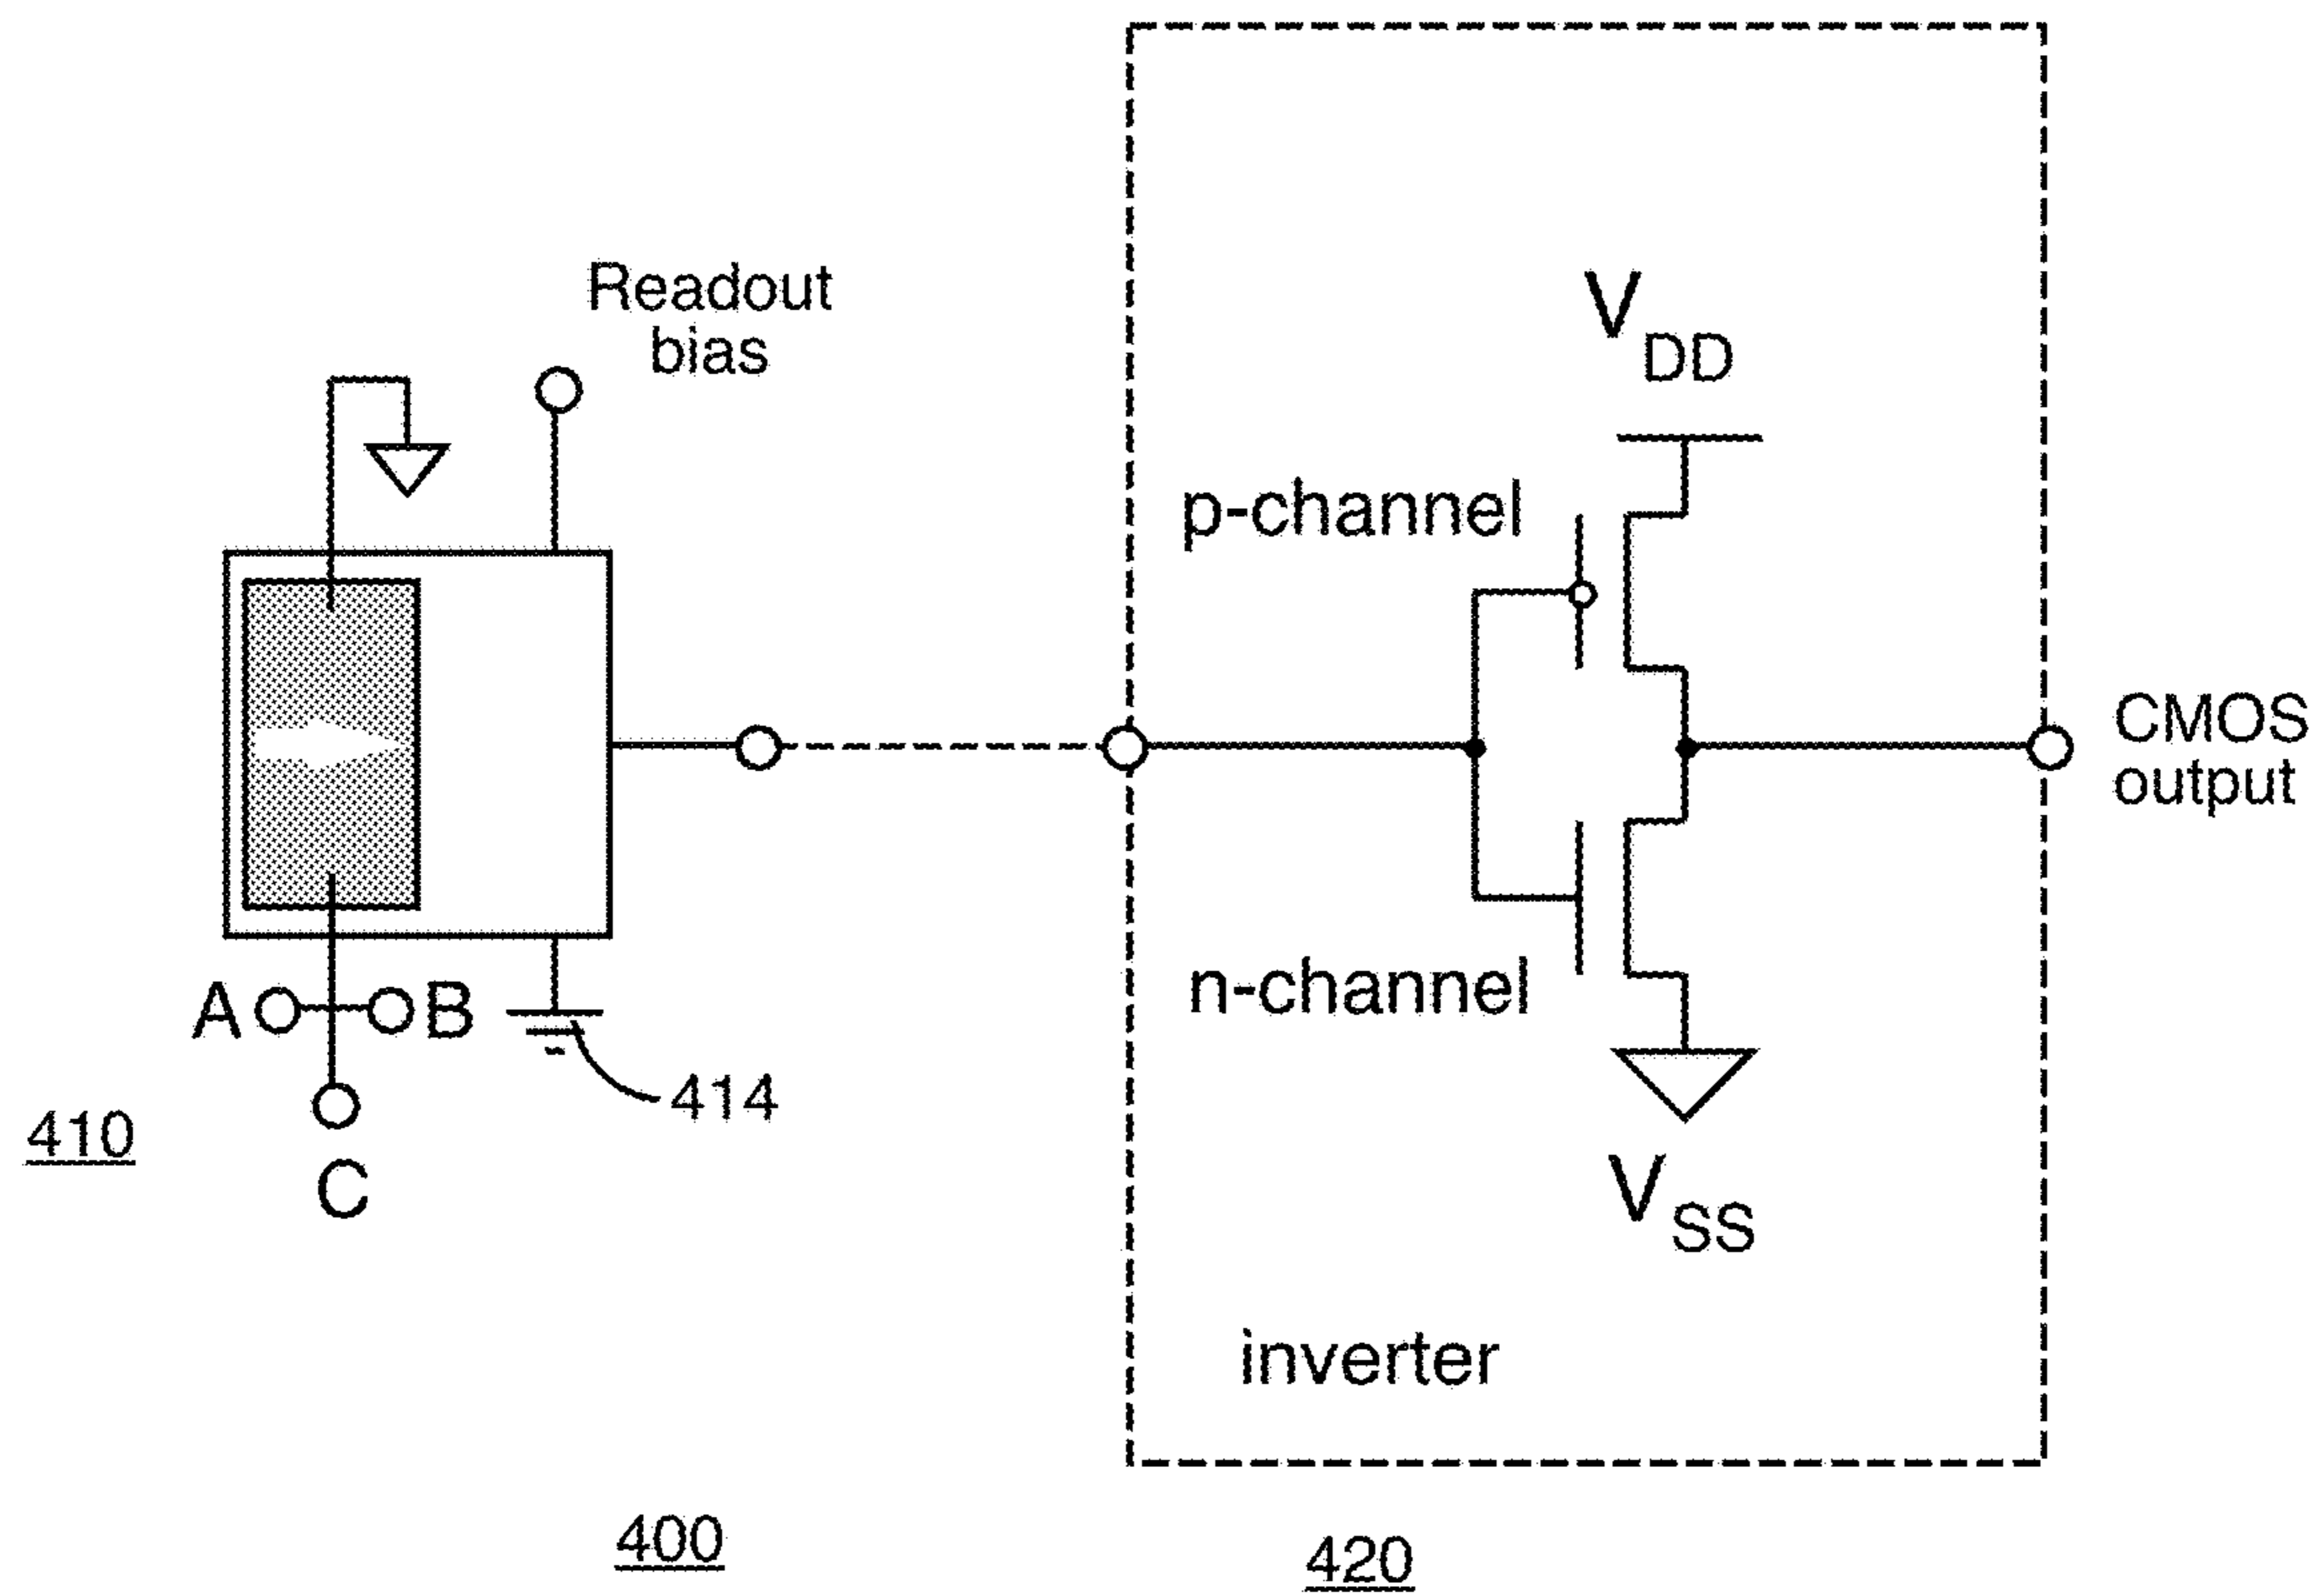 Readout
bias
V DD
p-channel
CMOS
output
n-channel
A
B
414
410
C
V SS
inverter
400
420